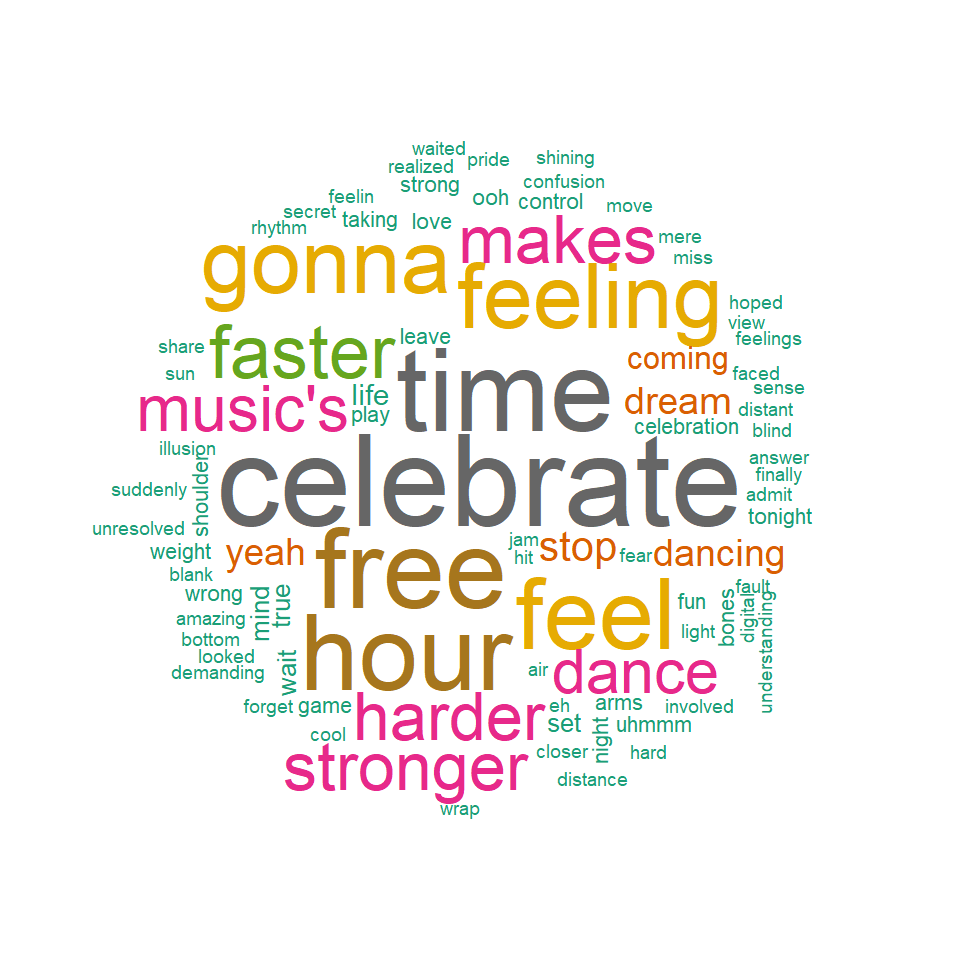 waited
realized
pride
shining
strong
confusion
feelin
ooh
control
secret
taking
love
move
rhythm
makes
mere
gonna
miss
feeling
hoped
view
share
faster
leave
feelings
coming
sun
time
faced
life
sense
music's
play
dream
distant
celebration
blind
illusion
shoulder
celebrate
answer
suddenly
finally
admit
unresolved
tonight
weight
yeah
free
jam
hit
stop
fear
dancing
blank
wrong
mind
true
feel
fun
bones
digital
fault
understanding
amazing
hour
light
bottom
looked
wait
air
dance
demanding
forget
game
harder
eh
arms
involved
set
night
uhmmm
cool
stronger
closer
hard
distance
wrap